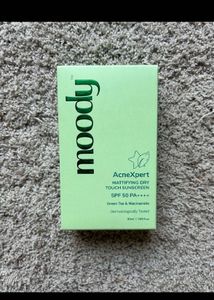 moody
AcneXpert
MATTIFYING DRY
TOUCH SUNSCREEN
SPF 50 PA++++
Green Tea & Niacinamide
Dermatologically Tested